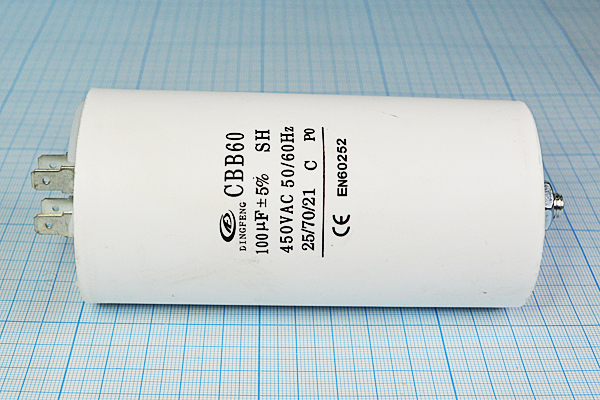 DINGFENG
CBB60
100μF±5% SH
450VAC 50/60Hz
25/70/21 C P0
CE EN60252